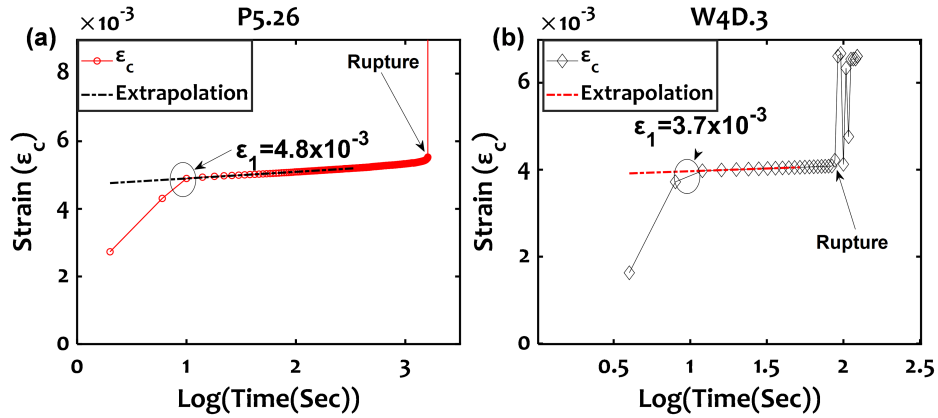 P5.26
×10⁻³
(a)
8
6
4
2
0
εc
Extrapolation
Rupture
ε1=4.8x10⁻³
Strain (εc)
0
1
2
3
Log(Time(Sec))
W4D.3
×10⁻³
(b)
6
4
2
0
εc
Extrapolation
ε1=3.7x10⁻³
Rupture
Strain (εc)
0.5
1
1.5
2
2.5
Log(Time(Sec))